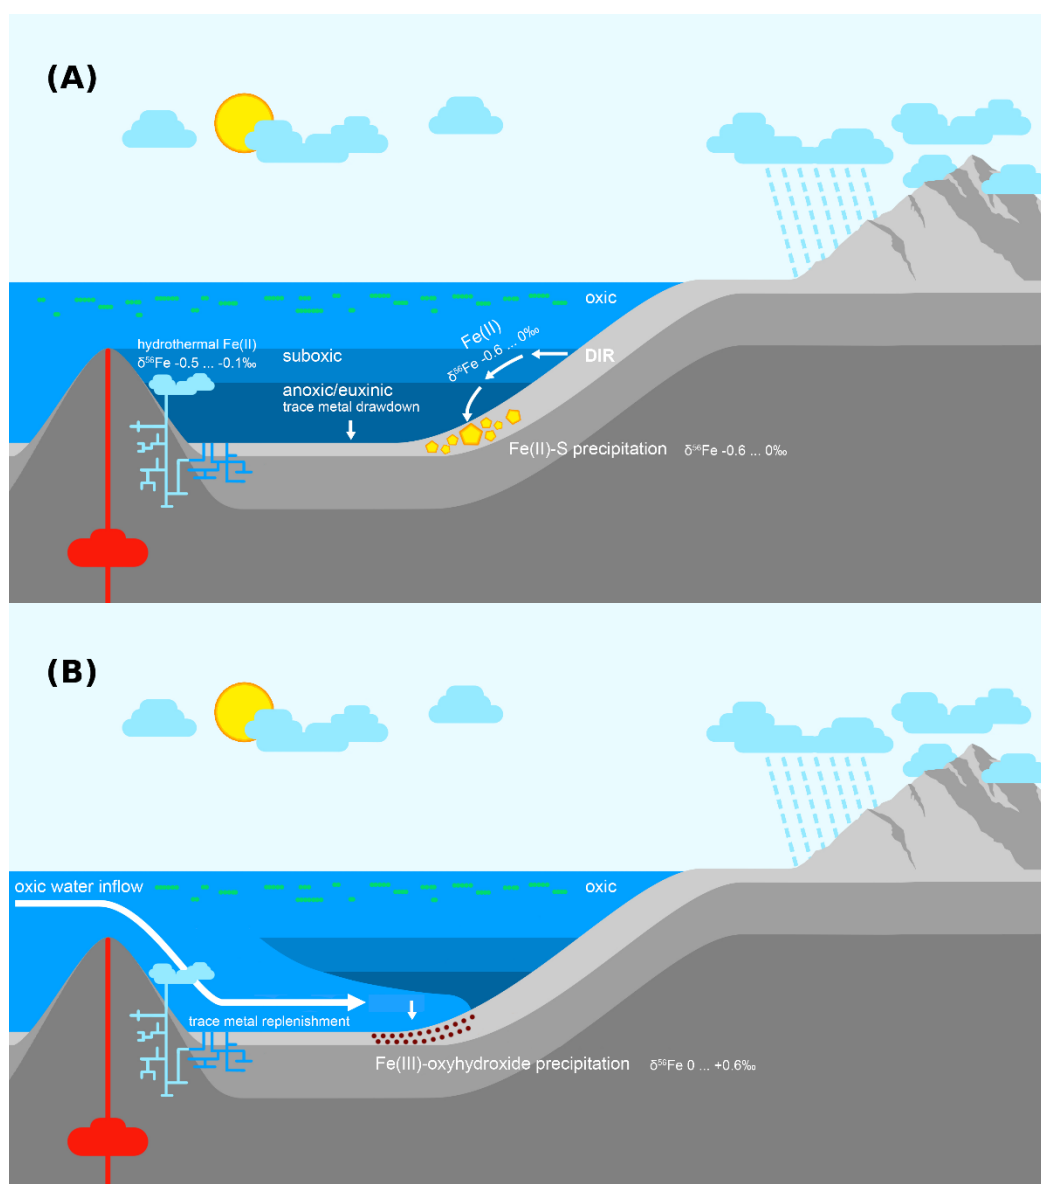 (A)
oxic
hydrothermal Fe(II)
δ⁵⁶Fe -0.5 ... -0.1‰
suboxic
Fe(II)
δ⁵⁶Fe -0.6 ... 0‰
DIR
anoxic/euxinic
trace metal drawdown
Fe(II)-S precipitation δ⁵⁶Fe -0.6 ... 0‰
(B)
oxic water inflow
oxic
trace metal replenishment
Fe(III)-oxyhydroxide precipitation δ⁵⁶Fe 0 ... +0.6‰